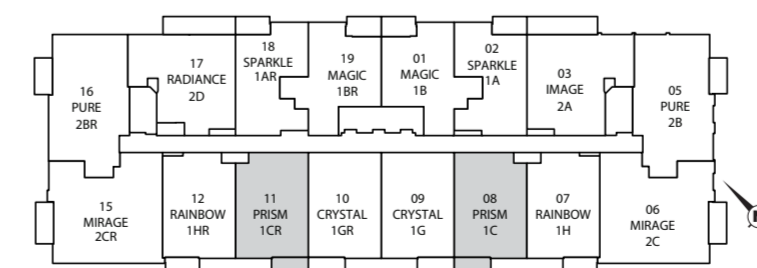 16
PURE
2BR
17
RADIANCE
2D
18
SPARKLE
1AR
19
MAGIC
1BR
01
MAGIC
1B
02
SPARKLE
1A
03
IMAGE
2A
05
PURE
2B
15
MIRAGE
2CR
12
RAINBOW
1HR
11
PRISM
1CR
10
CRYSTAL
1GR
09
CRYSTAL
1G
08
PRISM
1C
07
RAINBOW
1H
06
MIRAGE
2C